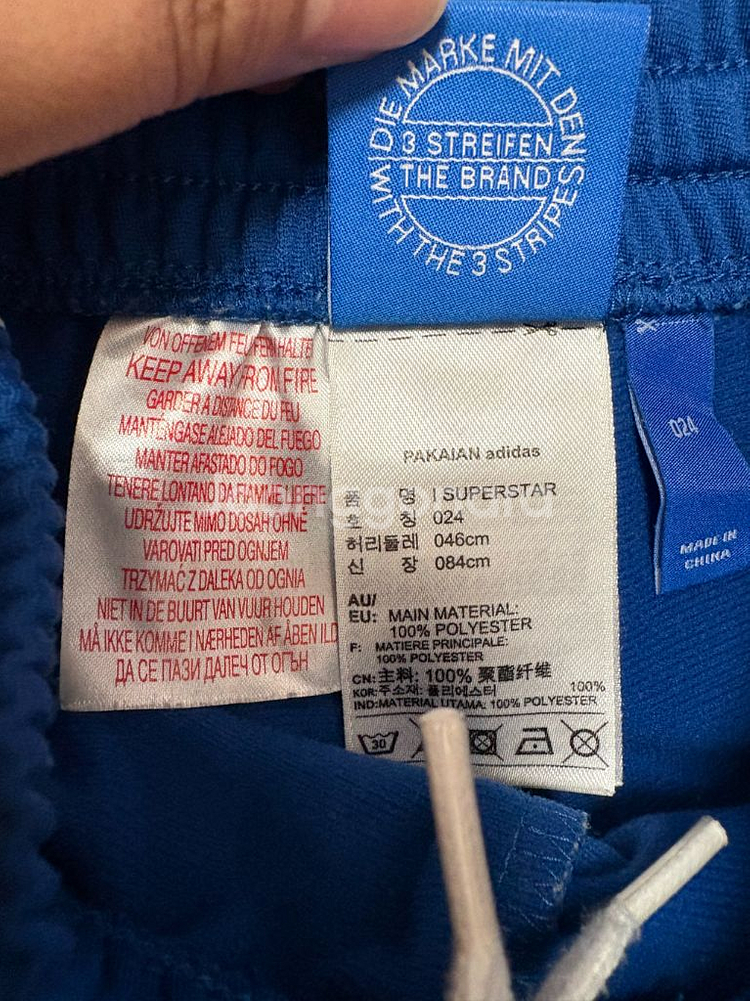 DIE MARKE MIT DEN
3 STREIFEN
THE BRAND
WITH THE 3 STRIPES
VON OFFENEM FEUER FERNHALTEN
KEEP AWAY FROM FIRE
GARDER A DISTANCE DU FEU
MANTÉNGASE ALEJADO DEL FUEGO
MANTER AFASTADO DO FOGO
TENERE LONTANO DA FIAMME LIBERE
UDRŽUJTE MIMO DOSAH OHNĚ
VAROVATI PRED OGNJEM
TRZYMAĆ Z DALEKA OD OGNIA
NIET IN DE BUURT VAN VUUR HOUDEN
MÅ IKKE KOMME I NÆRHEDEN AF ÅBEN ILD
ДА СЕ ПАЗИ ДАЛЕЧ ОТ ОГЪН
PAKAIAN adidas
품 명 I SUPERSTAR
호 칭 024
허리둘레 046cm
신 장 084cm
AU/
EU: MAIN MATERIAL:
100% POLYESTER
F: MATIERE PRINCIPALE:
100% POLYESTER
CN: 主料: 100% 聚酯纤维
KOR: 주소재: 폴리에스터 100%
IND: MATERIAL UTAMA: 100% POLYESTER
30
024
MADE IN
CHINA